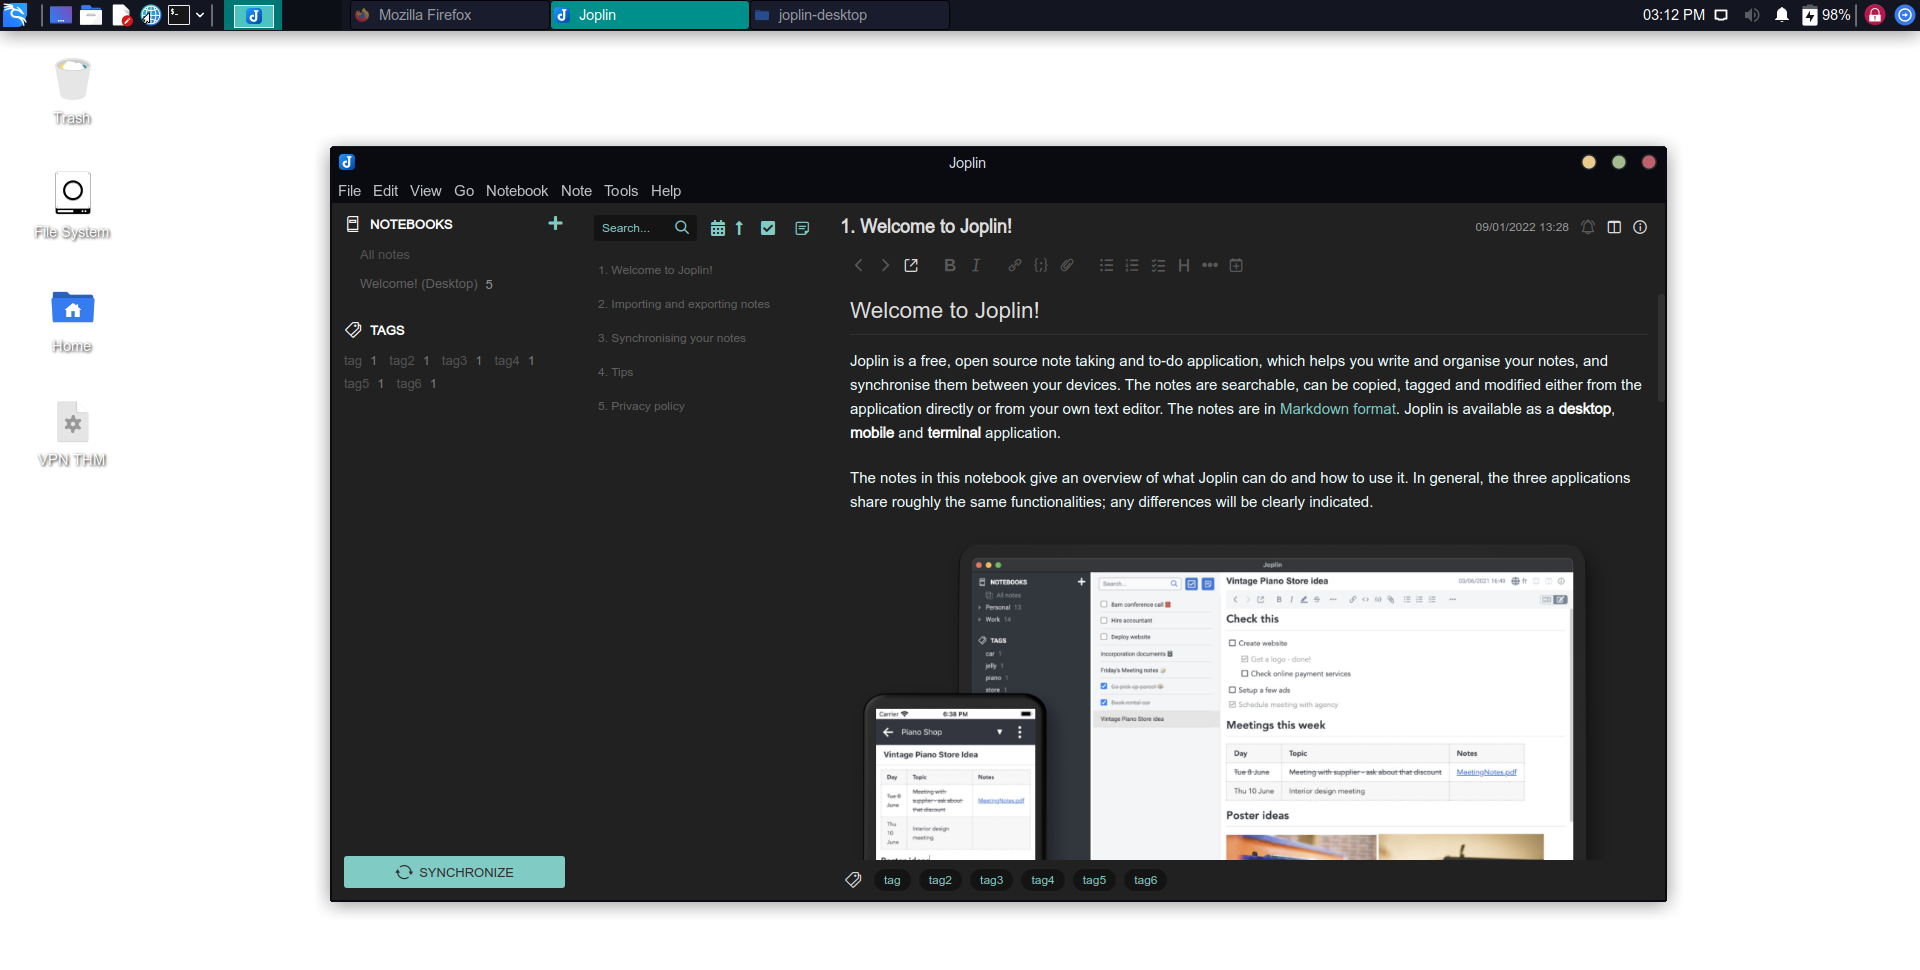 Mozilla Firefox
Joplin
joplin-desktop
03:12 PM
98%
Trash
File System
Home
VPN THM
Joplin
File Edit View Go Notebook Note Tools Help
NOTEBOOKS
All notes
Welcome! (Desktop) 5
TAGS
tag 1 tag2 1 tag3 1 tag4 1
tag5 1 tag6 1
SYNCHRONIZE
Search...
1. Welcome to Joplin!
2. Importing and exporting notes
3. Synchronising your notes
4. Tips
5. Privacy policy
1. Welcome to Joplin!
09/01/2022 13:28
Welcome to Joplin!
Joplin is a free, open source note taking and to-do application, which helps you write and organise your notes, and
synchronise them between your devices. The notes are searchable, can be copied, tagged and modified either from the
application directly or from your own text editor. The notes are in Markdown format. Joplin is available as a desktop,
mobile and terminal application.
The notes in this notebook give an overview of what Joplin can do and how to use it. In general, the three applications
share roughly the same functionalities; any differences will be clearly indicated.
Joplin
NOTEBOOKS
All notes
Personal 13
Work 14
TAGS
car 1
jelly 1
piano 1
store 1
Search...
8am conference call
Hire accountant
Deploy website
Incorporation documents
Friday's Meeting notes
Go pick up parcel
Book rental car
Vintage Piano Store idea
Vintage Piano Store idea
03/06/2021 16:49
fr
Check this
Create website
Get a logo - done!
Check online payment services
Setup a few ads
Schedule meeting with agency
Meetings this week
Day Topic Notes
Tue 8 June Meeting with supplier - ask about that discount MeetingNotes.pdf
Thu 10 June Interior design meeting
Poster ideas
Carrier 6:38 PM
Piano Shop
Vintage Piano Store Idea
Day Topic Notes
Tue 8 June
Meeting with supplier - ask about that discount
MeetingNotes.pdf
Thu 10 June
Interior design meeting
Poster ideas
tag tag2 tag3 tag4 tag5 tag6